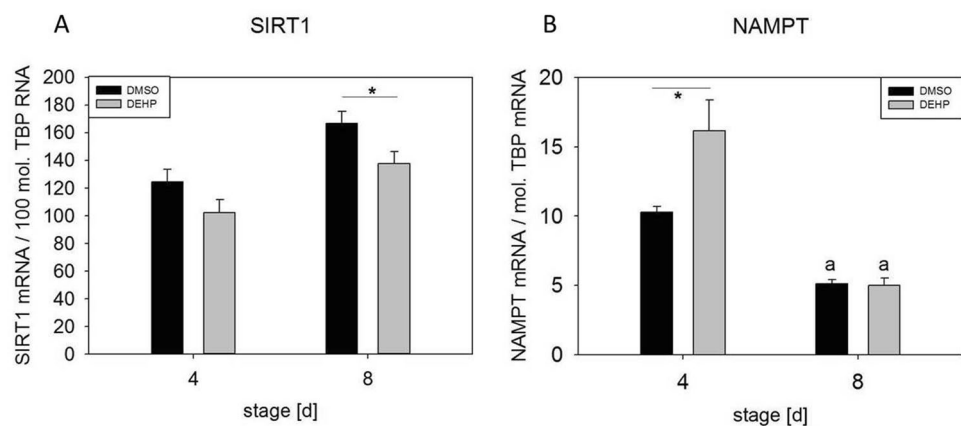 A
SIRT1
SIRT1 mRNA / 100 mol. TBP RNA
200
180
160
140
120
100
80
60
40
20
0
DMSO
DEHP
*
4
8
stage [d]
B
NAMPT
NAMPT mRNA / mol. TBP mRNA
20
15
10
5
0
*
DMSO
DEHP
a
a
4
8
stage [d]